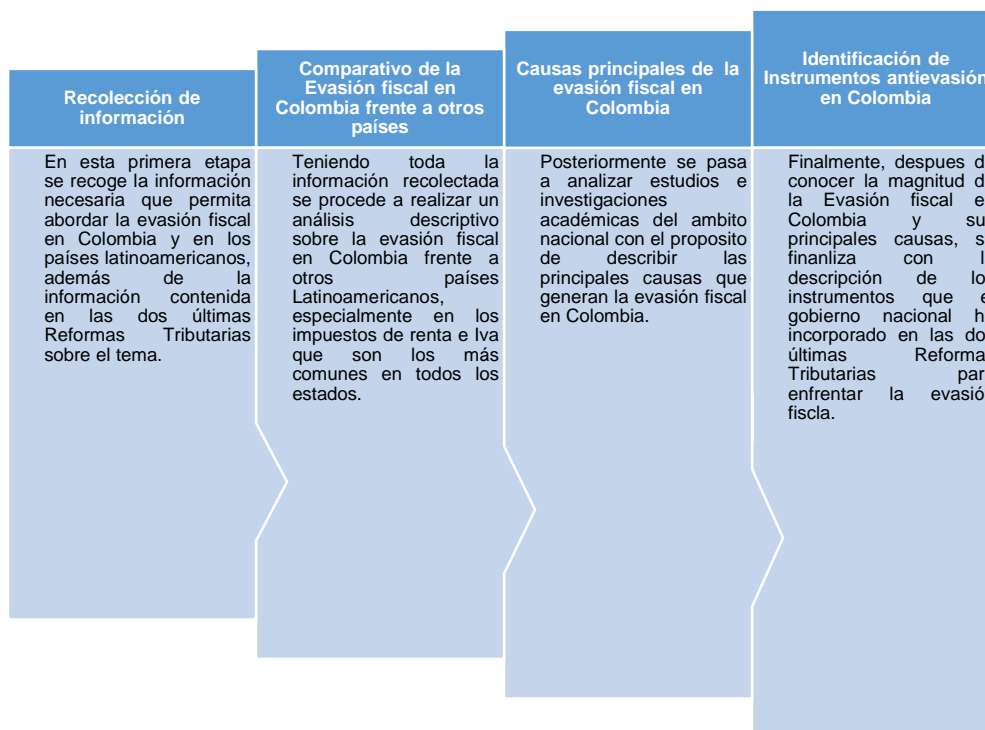 Recolección de
información
En esta primera etapa
se recoge la información
necesaria que permita
abordar la evasión fiscal
en Colombia y en los
países latinoamericanos,
además de la
información contenida
en las dos últimas
Reformas Tributarias
sobre el tema.
Comparativo de la
Evasión fiscal en
Colombia frente a otros
países
Teniendo toda la
información recolectada
se procede a realizar un
análisis descriptivo
sobre la evasión fiscal
en Colombia frente a
otros países
Latinoamericanos,
especialmente en los
impuestos de renta e Iva
que son los más
comunes en todos los
estados.
Causas principales de la
evasión fiscal en
Colombia
Posteriormente se pasa
a analizar estudios e
investigaciones
académicas del ambito
nacional con el proposito
de describir las
principales causas que
generan la evasión fiscal
en Colombia.
Identificación de
Instrumentos antievasión
en Colombia
Finalmente, despues d
conocer la magnitud d
la Evasión fiscal e
Colombia y su
principales causas, s
finanliza con l
descripción de lo
instrumentos que e
gobierno nacional h
incorporado en las do
últimas Reforma
Tributarias par
enfrentar la evasió
fiscla.